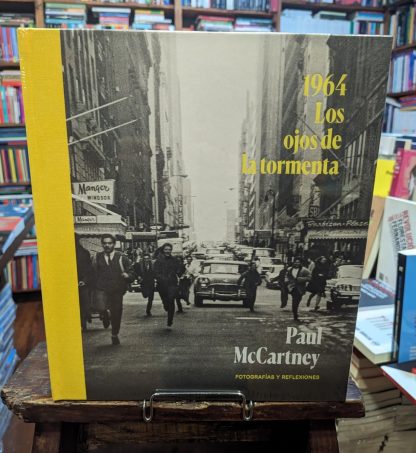 1964
Los
ojos de
la tormenta
Manger
WINDSOR
Paul
McCartney
FOTOGRAFÍAS Y REFLEXIONES